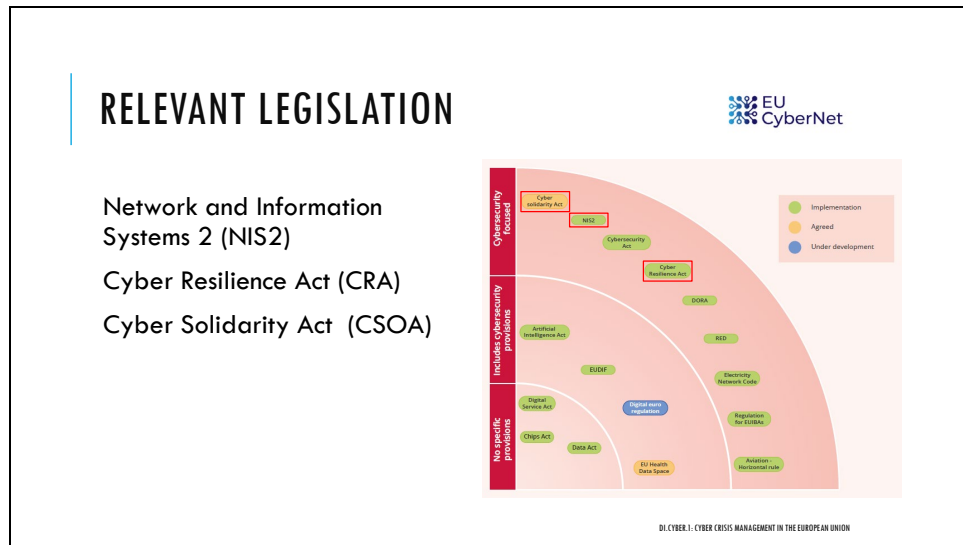 RELEVANT LEGISLATION
EU
CyberNet
Network and Information
Systems 2 (NIS2)
Cyber Resilience Act (CRA)
Cyber Solidarity Act  (CSOA)
Cybersecurity
focused
Includes cybersecurity
provisions
No specific
provisions
Cyber
solidarity Act
NIS2
Cybersecurity
Act
Cyber
Resilience Act
DORA
RED
Electricity
Network Code
Regulation
for EUIBAs
Aviation -
Horizontal rule
Artificial
Intelligence Act
EUDIF
Digital euro
regulation
EU Health
Data Space
Digital
Service Act
Chips Act
Data Act
Implementation
Agreed
Under development
D1.CYBER.1: CYBER CRISIS MANAGEMENT IN THE EUROPEAN UNION